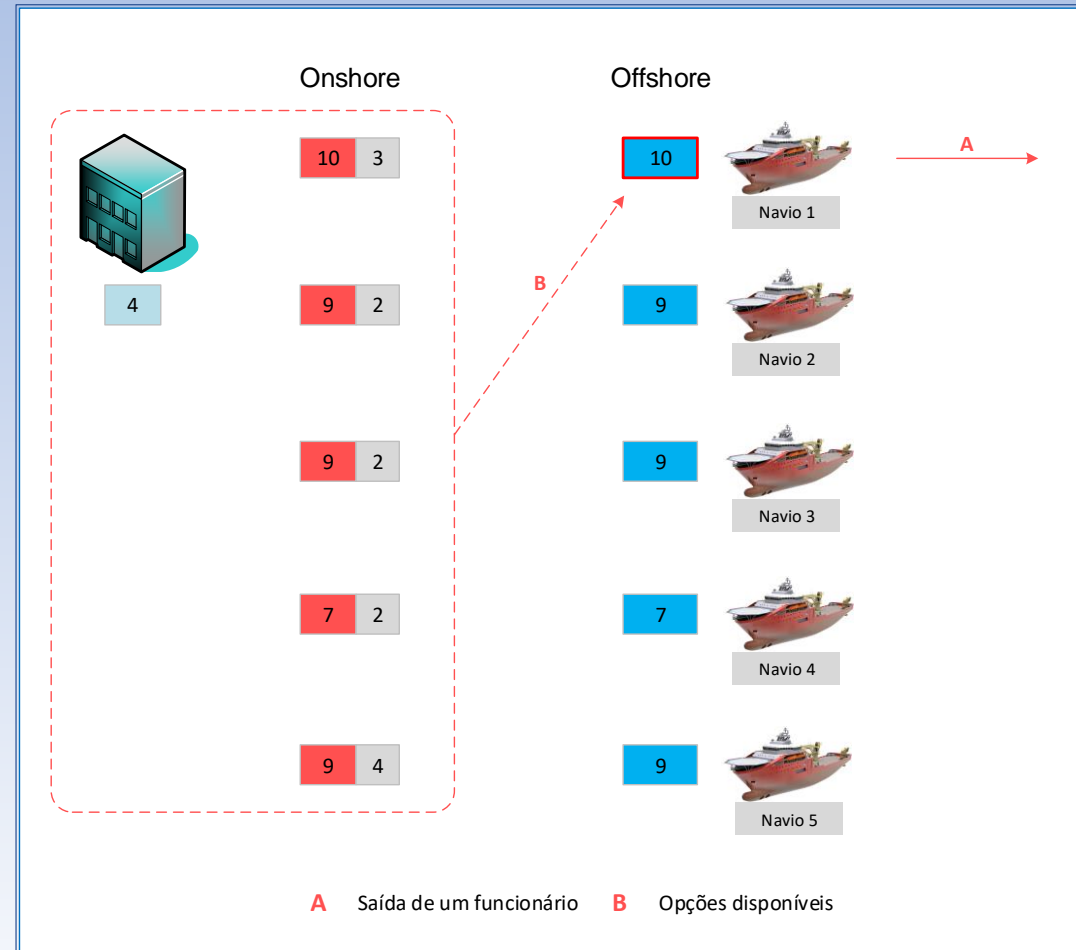 Onshore Offshore
10 3 10 A
Navio 1
B
4 9 2 9
Navio 2
9 2 9
Navio 3
7 2 7
Navio 4
9 4 9
Navio 5
A Saída de um funcionário B Opções disponíveis